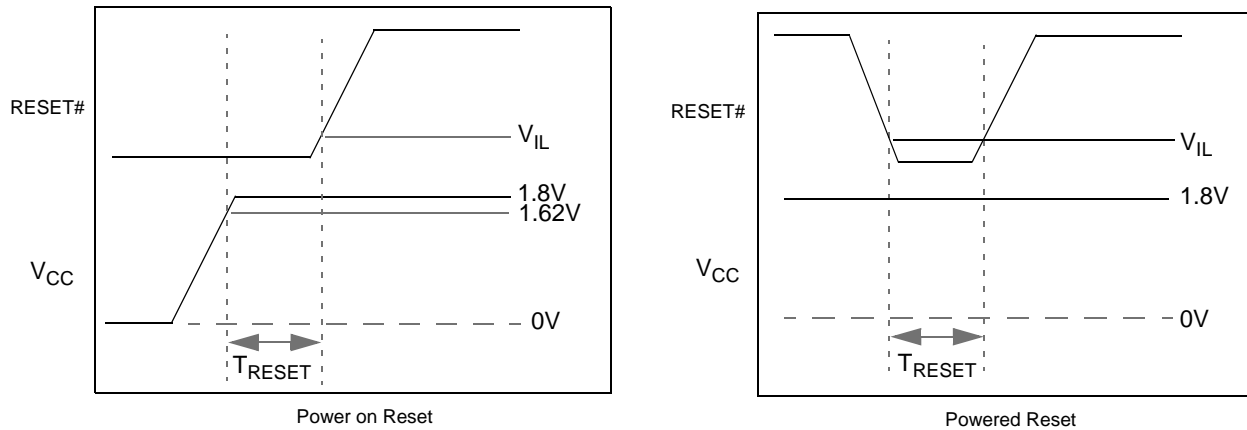 RESET#
V_IL
1.8V
1.62V
V_CC
0V
T_RESET
Power on Reset
RESET#
V_IL
1.8V
V_CC
0V
T_RESET
Powered Reset